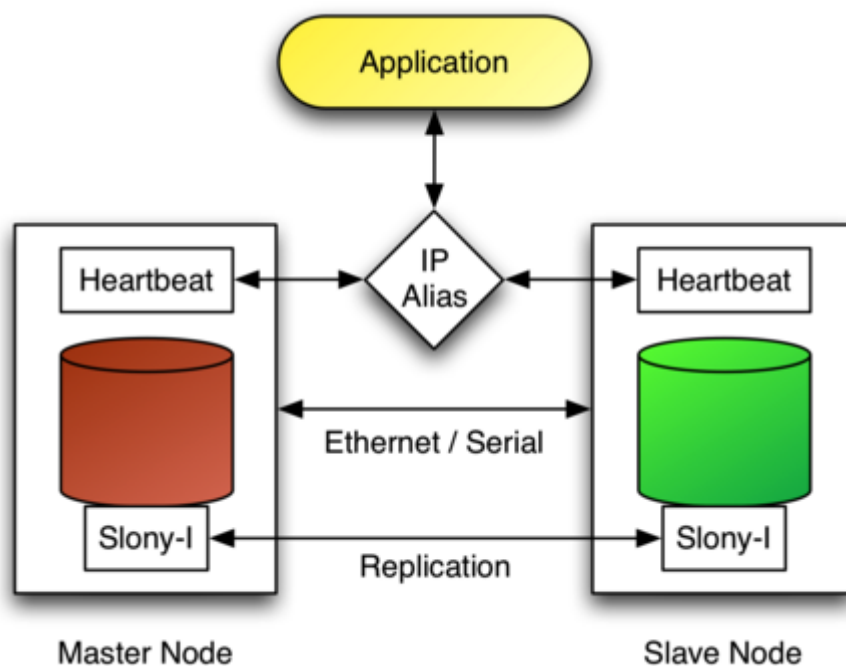 Application
IP
Alias
Heartbeat
Heartbeat
Ethernet / Serial
Slony-I
Slony-I
Replication
Master Node
Slave Node